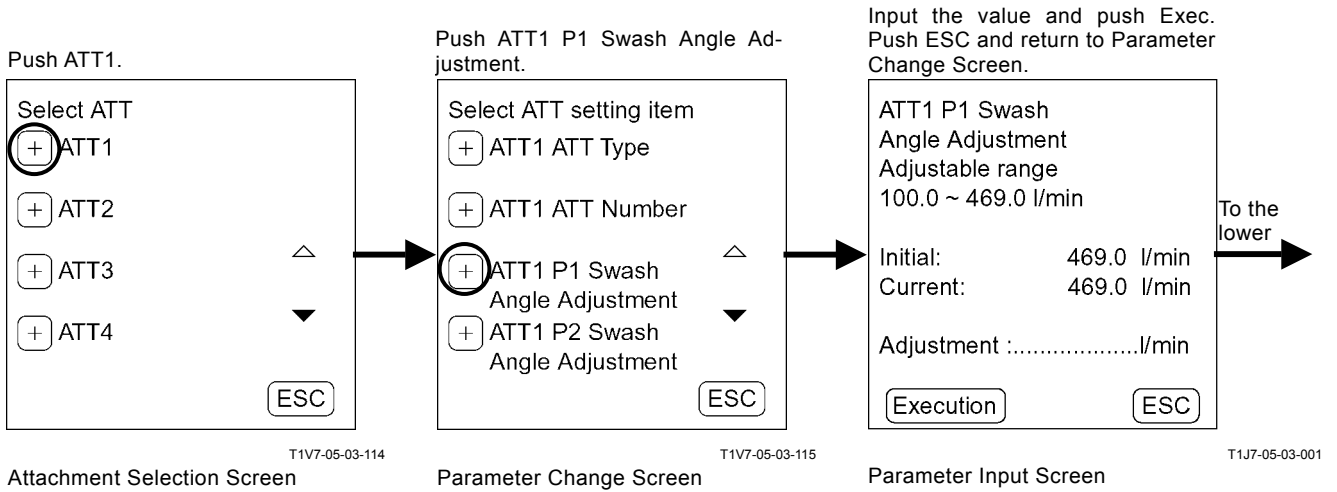 Push ATT1.
Select ATT
+ ATT1
+ ATT2
+ ATT3
+ ATT4
ESC
T1V7-05-03-114
Attachment Selection Screen
Push ATT1 P1 Swash Angle Ad-
justment.
Select ATT setting item
+ ATT1 ATT Type
+ ATT1 ATT Number
+ ATT1 P1 Swash
Angle Adjustment
+ ATT1 P2 Swash
Angle Adjustment
ESC
T1V7-05-03-115
Parameter Change Screen
Input the value and push Exec.
Push ESC and return to Parameter
Change Screen.
ATT1 P1 Swash
Angle Adjustment
Adjustable range
100.0 ~ 469.0 l/min
Initial: 469.0 l/min
Current: 469.0 l/min
Adjustment :...................l/min
Execution ESC
T1J7-05-03-001
Parameter Input Screen
To the
lower